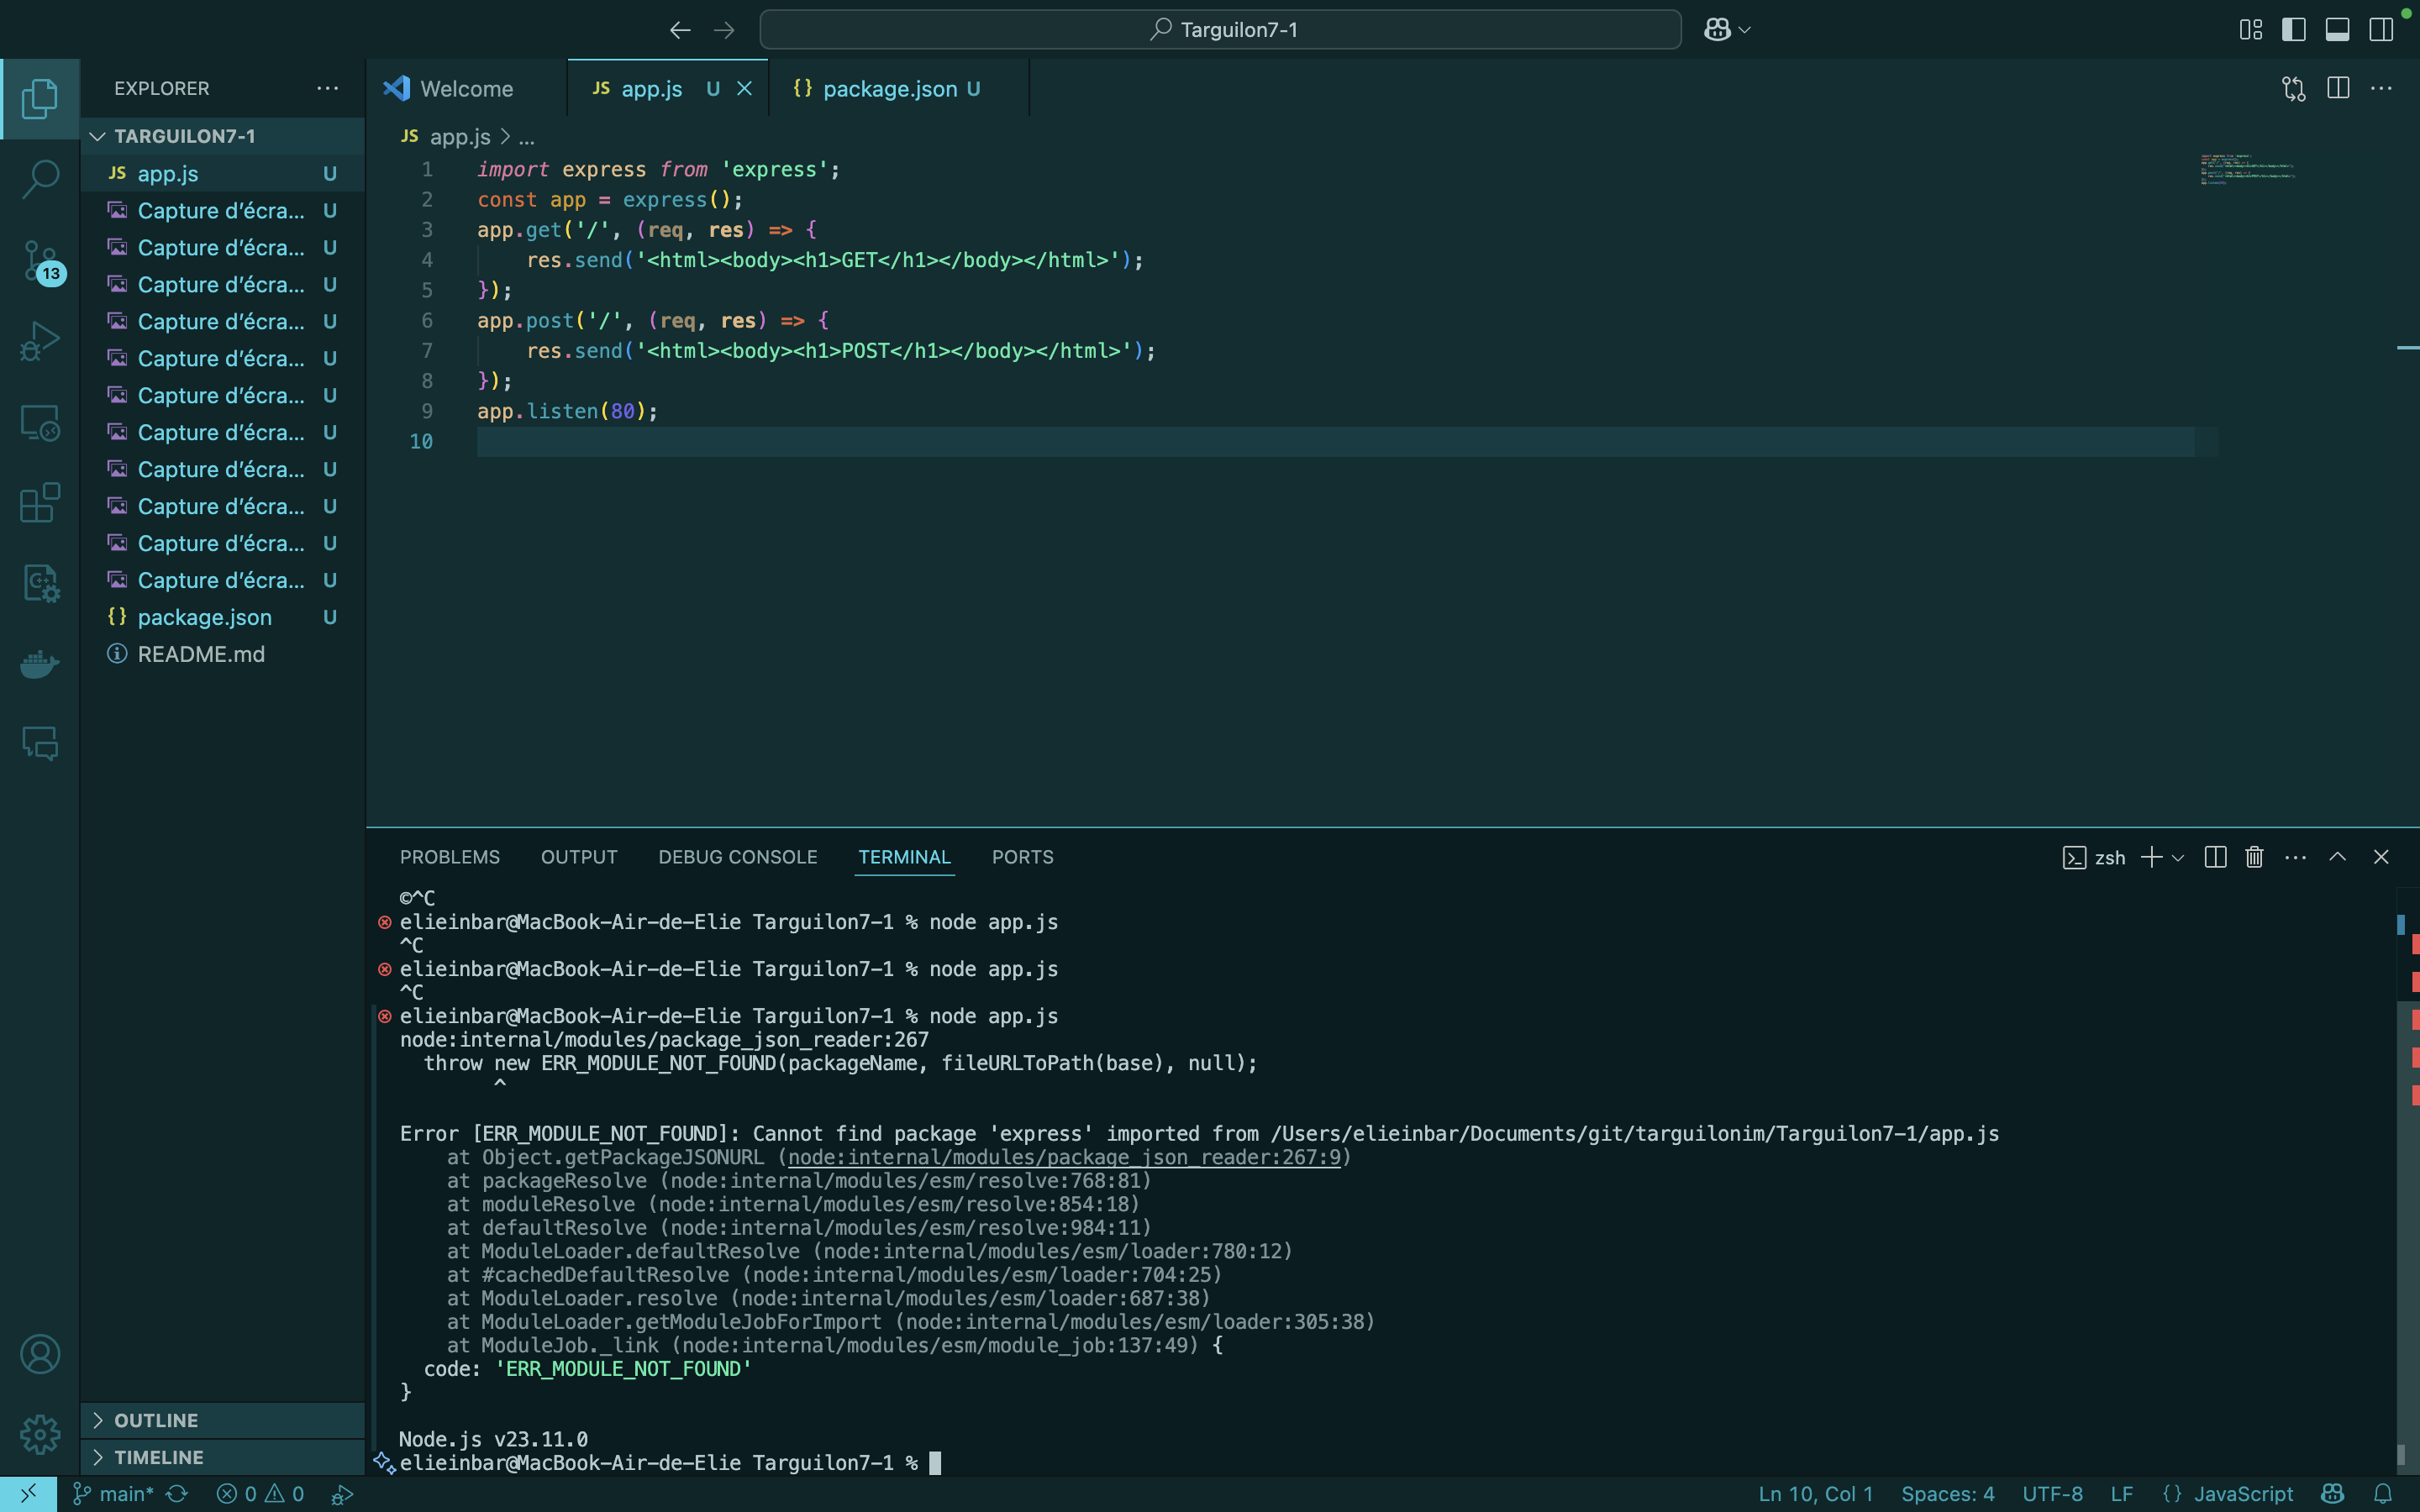 Targuilon7-1
EXPLORER
TARGUILON7-1
JS app.js U
Capture d’écra... U
Capture d’écra... U
Capture d’écra... U
Capture d’écra... U
Capture d’écra... U
Capture d’écra... U
Capture d’écra... U
Capture d’écra... U
Capture d’écra... U
Capture d’écra... U
Capture d’écra... U
{} package.json U
README.md
OUTLINE
TIMELINE
13
Welcome
JS app.js U
{} package.json U
JS app.js > ...
1 import express from 'express';
2 const app = express();
3 app.get('/', (req, res) => {
4 res.send('<html><body><h1>GET</h1></body></html>');
5 });
6 app.post('/', (req, res) => {
7 res.send('<html><body><h1>POST</h1></body></html>');
8 });
9 app.listen(80);
10
PROBLEMS OUTPUT DEBUG CONSOLE TERMINAL PORTS
zsh
©^C
elieinbar@MacBook-Air-de-Elie Targuilon7-1 % node app.js
^C
elieinbar@MacBook-Air-de-Elie Targuilon7-1 % node app.js
^C
elieinbar@MacBook-Air-de-Elie Targuilon7-1 % node app.js
node:internal/modules/package_json_reader:267
throw new ERR_MODULE_NOT_FOUND(packageName, fileURLToPath(base), null);
^
Error [ERR_MODULE_NOT_FOUND]: Cannot find package 'express' imported from /Users/elieinbar/Documents/git/targuilonim/Targuilon7-1/app.js
at Object.getPackageJSONURL (node:internal/modules/package_json_reader:267:9)
at packageResolve (node:internal/modules/esm/resolve:768:81)
at moduleResolve (node:internal/modules/esm/resolve:854:18)
at defaultResolve (node:internal/modules/esm/resolve:984:11)
at ModuleLoader.defaultResolve (node:internal/modules/esm/loader:780:12)
at #cachedDefaultResolve (node:internal/modules/esm/loader:704:25)
at ModuleLoader.resolve (node:internal/modules/esm/loader:687:38)
at ModuleLoader.getModuleJobForImport (node:internal/modules/esm/loader:305:38)
at ModuleJob._link (node:internal/modules/esm/module_job:137:49) {
code: 'ERR_MODULE_NOT_FOUND'
}
Node.js v23.11.0
elieinbar@MacBook-Air-de-Elie Targuilon7-1 %
main* 0 0 Ln 10, Col 1 Spaces: 4 UTF-8 LF {} JavaScript